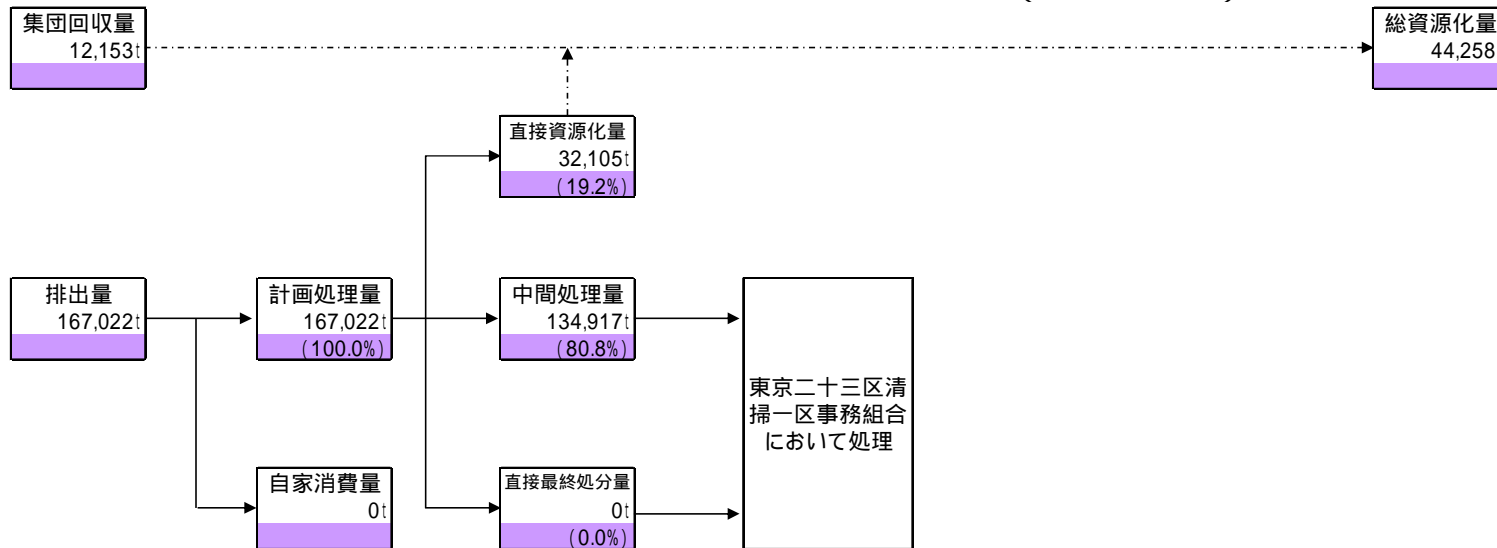 集団回収量
12,153t
総資源化量
44,258
直接資源化量
32,105t
(19.2%)
排出量
167,022t
計画処理量
167,022t
(100.0%)
中間処理量
134,917t
(80.8%)
東京二十三区清
掃一区事務組合
において処理
自家消費量
0t
直接最終処分量
0t
(0.0%)